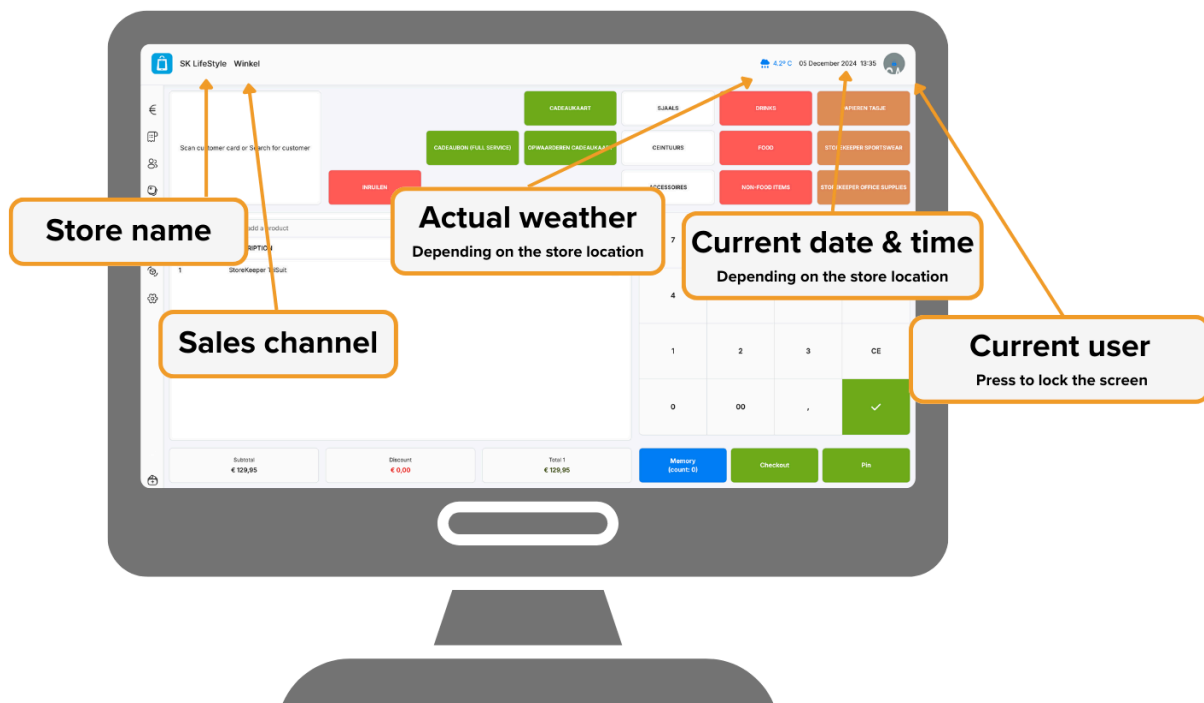 SK LifeStyle Winkel
4.2° C 05 December 2024 13:35
CADEAUKAART
SJAALS
DRINKS
Scan customer card or Search for customer
CADEAUBON (FULL SERVICE)
OPWAARDEREN CADEAUKAART
CEINTUURS
FOOD
STOREKEEPER SPORTSWEAR
INRUILEN
ACCESSOIRES
NON-FOOD ITEMS
STOREKEEPER OFFICE SUPPLIES
Store name
Actual weather
Depending on the store location
Current date & time
Depending on the store location
add a product
7
1 StoreKeeper TriSuit
4
Sales channel
Current user
Press to lock the screen
1 2 3 CE
0 00 ,
Subtotal
€ 129,95
Discount
€ 0,00
Total 1
€ 129,95
Memory
(count: 0)
Checkout
Pin